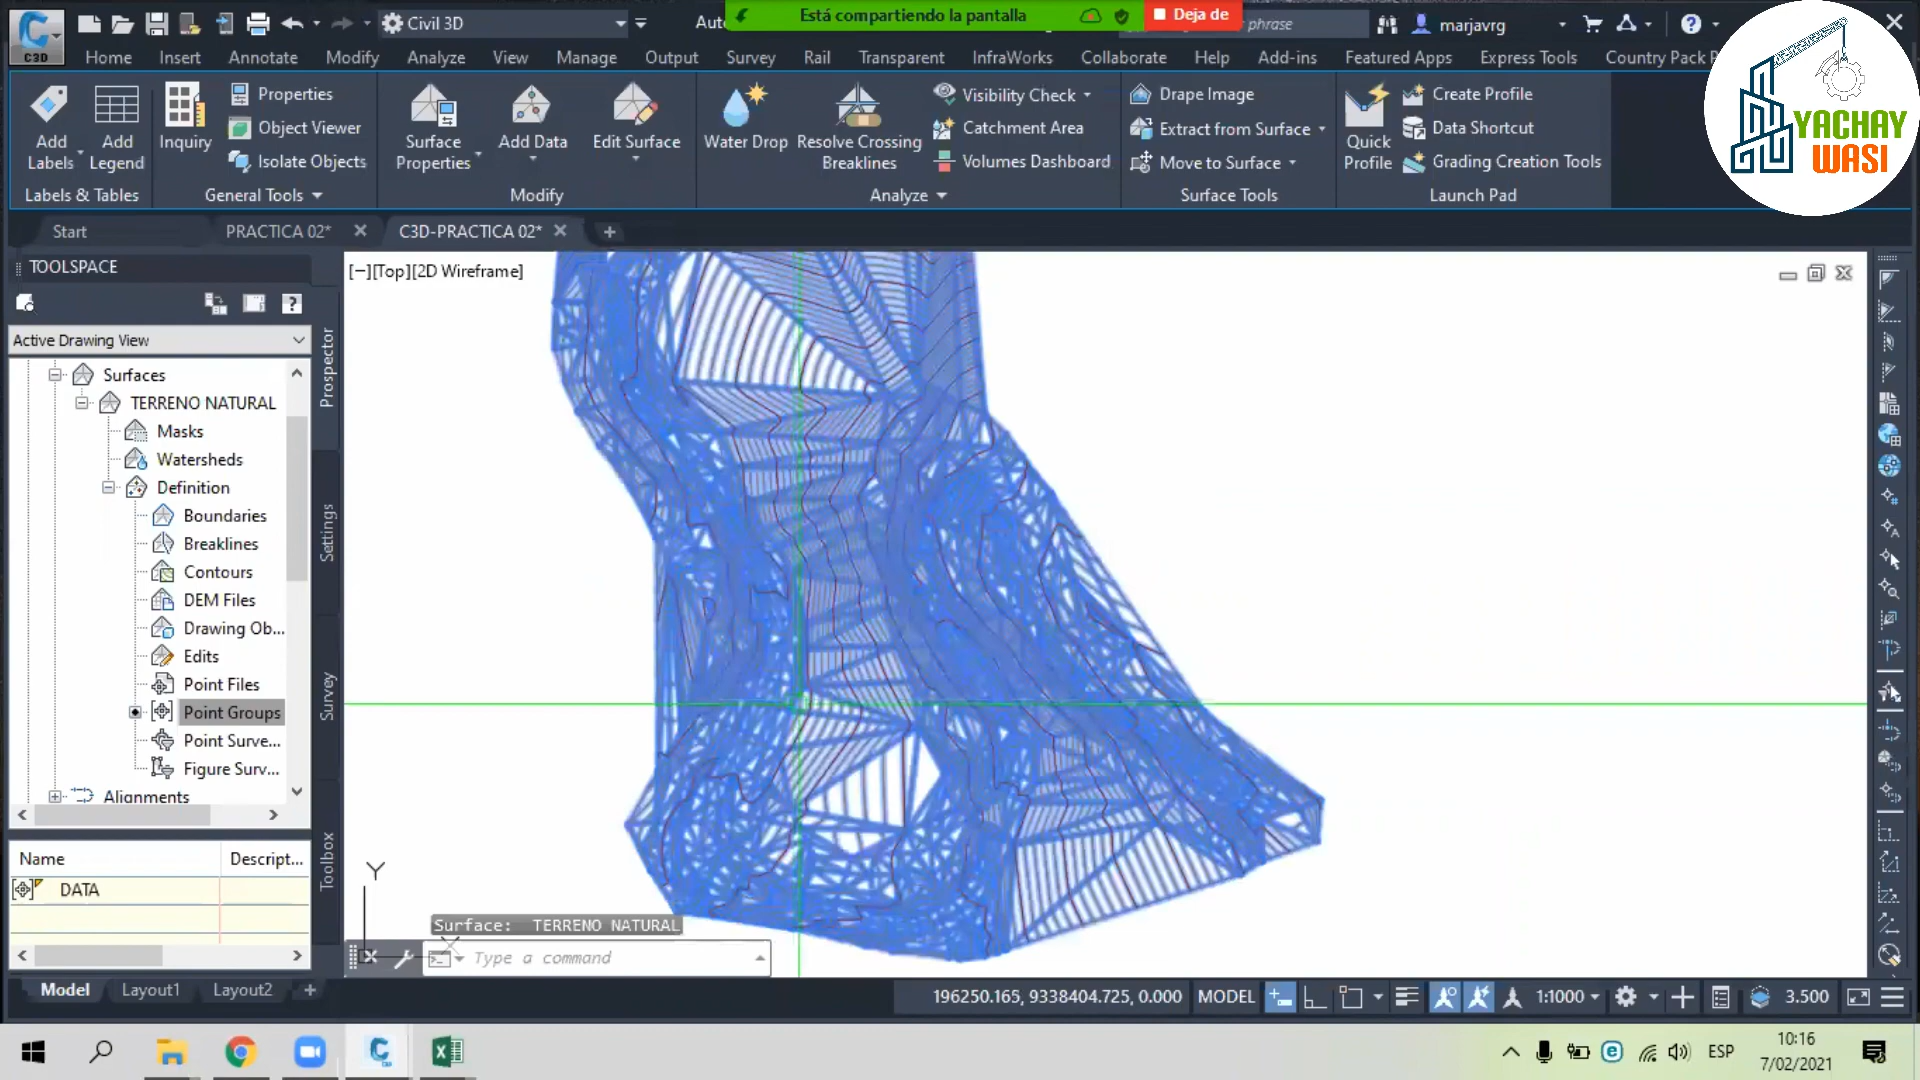 Civil 3D
Auto
Está compartiendo la pantalla
Deja de
phrase
marjavrg
C3D
Home
Insert
Annotate
Modify
Analyze
View
Manage
Output
Survey
Rail
Transparent
InfraWorks
Collaborate
Help
Add-ins
Featured Apps
Express Tools
Country Pack
YACHAY
WASI
Add
Labels
Add
Legend
Inquiry
Properties
Object Viewer
Isolate Objects
Surface
Properties
Add Data
Edit Surface
Water Drop
Resolve Crossing
Breaklines
Visibility Check
Catchment Area
Volumes Dashboard
Drape Image
Extract from Surface
Move to Surface
Quick
Profile
Create Profile
Data Shortcut
Grading Creation Tools
Labels & Tables
General Tools
Modify
Analyze
Surface Tools
Launch Pad
Start
PRACTICA 02*
C3D-PRACTICA 02*
TOOLSPACE
Active Drawing View
Surfaces
TERRENO NATURAL
Masks
Watersheds
Definition
Boundaries
Breaklines
Contours
DEM Files
Drawing Ob...
Edits
Point Files
Point Groups
Point Surve...
Figure Surv...
Alignments
Prospector
Settings
Survey
Toolbox
Name
Descript...
DATA
[−][Top][2D Wireframe]
Y
X
Surface: TERRENO NATURAL
Type a command
Model
Layout1
Layout2
196250.165, 9338404.725, 0.000
MODEL
1:1000
3.500
ESP
10:16
7/02/2021